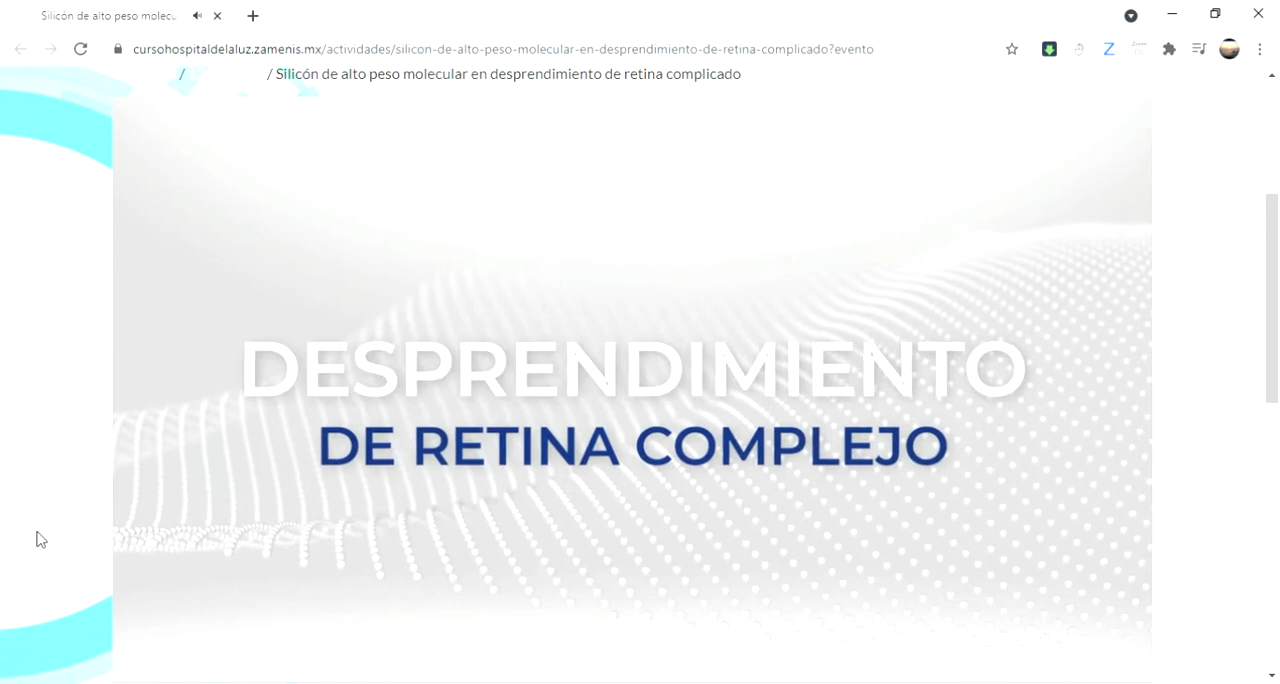 Silicón de alto peso molecu
cursohospitaldelaluz.zamenis.mx/actividades/silicon-de-alto-peso-molecular-en-desprendimiento-de-retina-complicado?evento
/ / Silicón de alto peso molecular en desprendimiento de retina complicado
DESPRENDIMIENTO
DE RETINA COMPLEJO